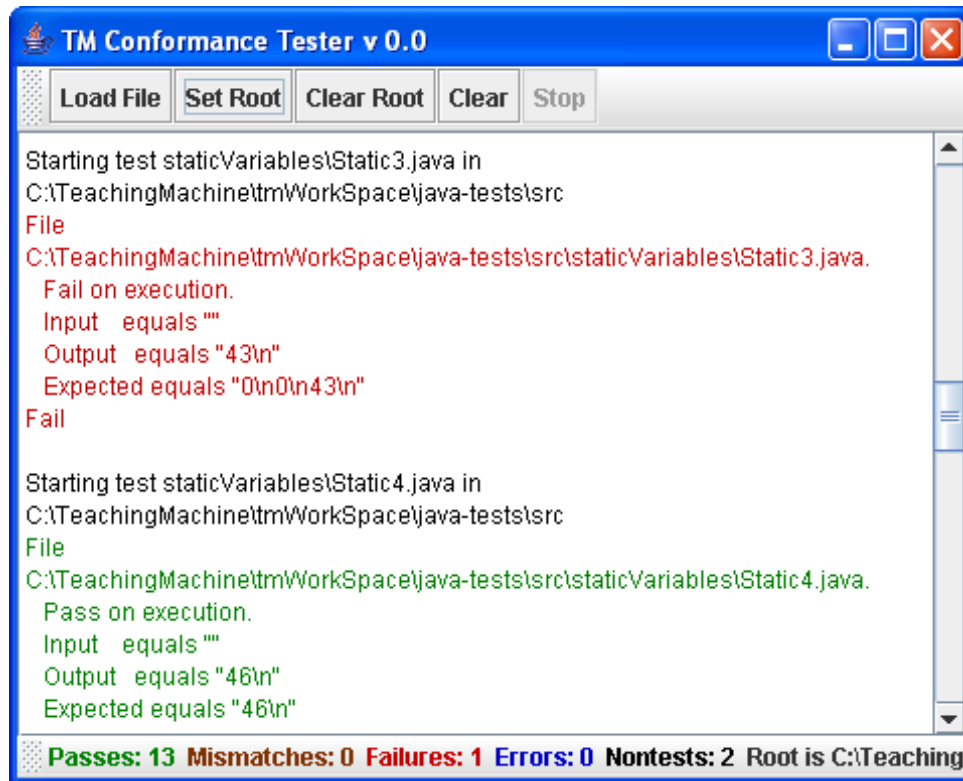 TM Conformance Tester v 0.0
Load File Set Root Clear Root Clear Stop
Starting test staticVariables\Static3.java in
C:\TeachingMachine\tmWorkSpace\java-tests\src
File
C:\TeachingMachine\tmWorkSpace\java-tests\src\staticVariables\Static3.java.
Fail on execution.
Input equals ""
Output equals "43\n"
Expected equals "0\n0\n43\n"
Fail
Starting test staticVariables\Static4.java in
C:\TeachingMachine\tmWorkSpace\java-tests\src
File
C:\TeachingMachine\tmWorkSpace\java-tests\src\staticVariables\Static4.java.
Pass on execution.
Input equals ""
Output equals "46\n"
Expected equals "46\n"
Passes: 13 Mismatches: 0 Failures: 1 Errors: 0 Nontests: 2 Root is C:\Teaching